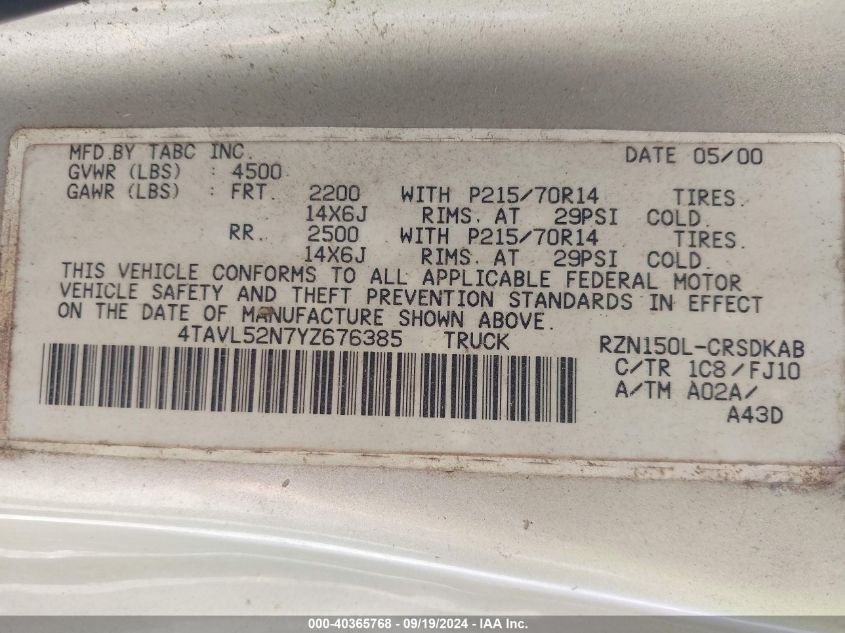 MFD.BY TABC INC. DATE 05/00
GVWR (LBS) : 4500
GAWR (LBS) : FRT. 2200 WITH P215/70R14 TIRES.
14X6J RIMS. AT 29PSI COLD.
RR. 2500 WITH P215/70R14 TIRES.
14X6J RIMS. AT 29PSI COLD.
THIS VEHICLE CONFORMS TO ALL APPLICABLE FEDERAL MOTOR
VEHICLE SAFETY AND THEFT PREVENTION STANDARDS IN EFFECT
ON THE DATE OF MANUFACTURE SHOWN ABOVE.
4TAVL52N7YZ676385 TRUCK RZN150L-CRSDKAB
C/TR 1C8/FJ10
A/TM A02A/
A43D
000-40365768 - 09/19/2024 - IAA Inc.